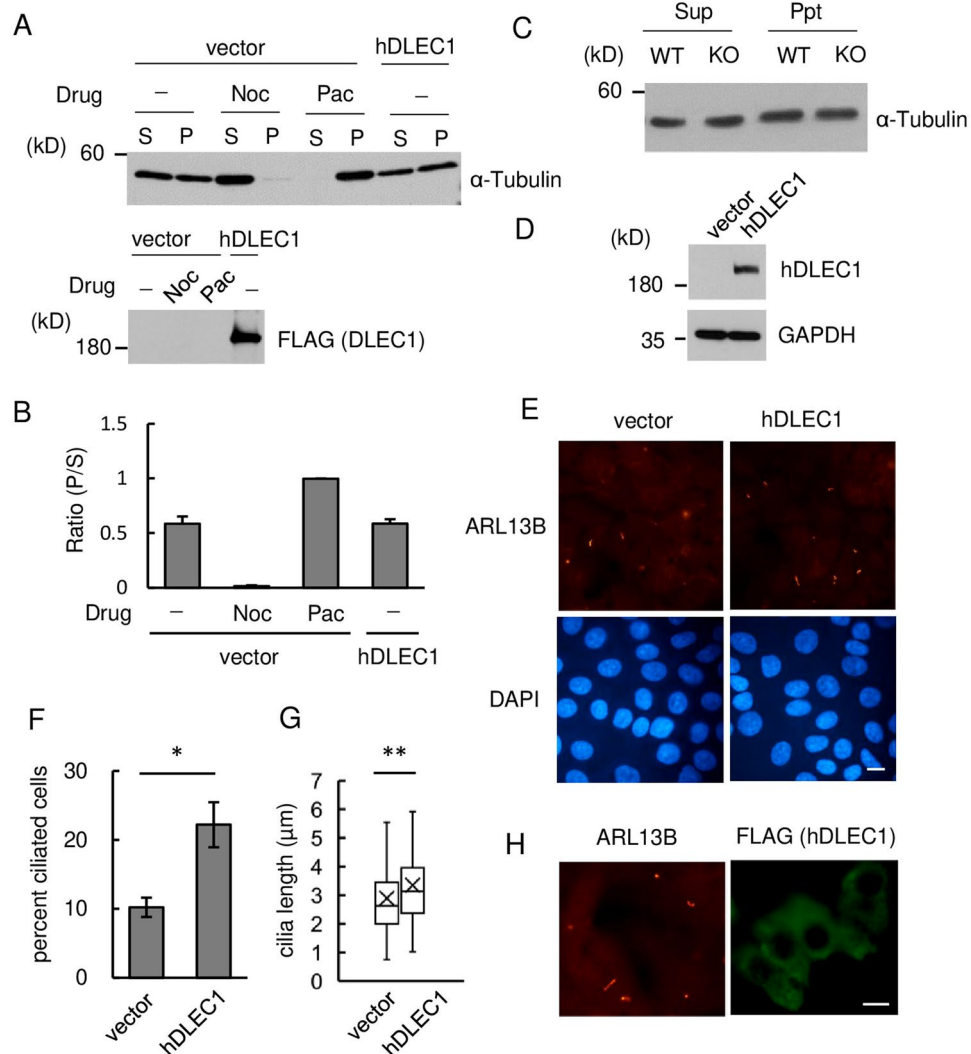 A
vector hDLEC1
Drug – Noc Pac –
S P S P S P S P
(kD)
60
α-Tubulin
vector hDLEC1
Drug – Noc Pac –
(kD)
180
FLAG (DLEC1)
B
Ratio (P/S)
1.5
1
0.5
0
Drug – Noc Pac –
vector hDLEC1
C
Sup Ppt
(kD) WT KO WT KO
60
α-Tubulin
D
vector hDLEC1
(kD)
hDLEC1
180
35
GAPDH
E
vector hDLEC1
ARL13B
DAPI
F
*
percent ciliated cells
30
20
10
0
vector hDLEC1
G
**
cilia length (μm)
7
6
5
4
3
2
1
0
vector hDLEC1
H
ARL13B FLAG (hDLEC1)